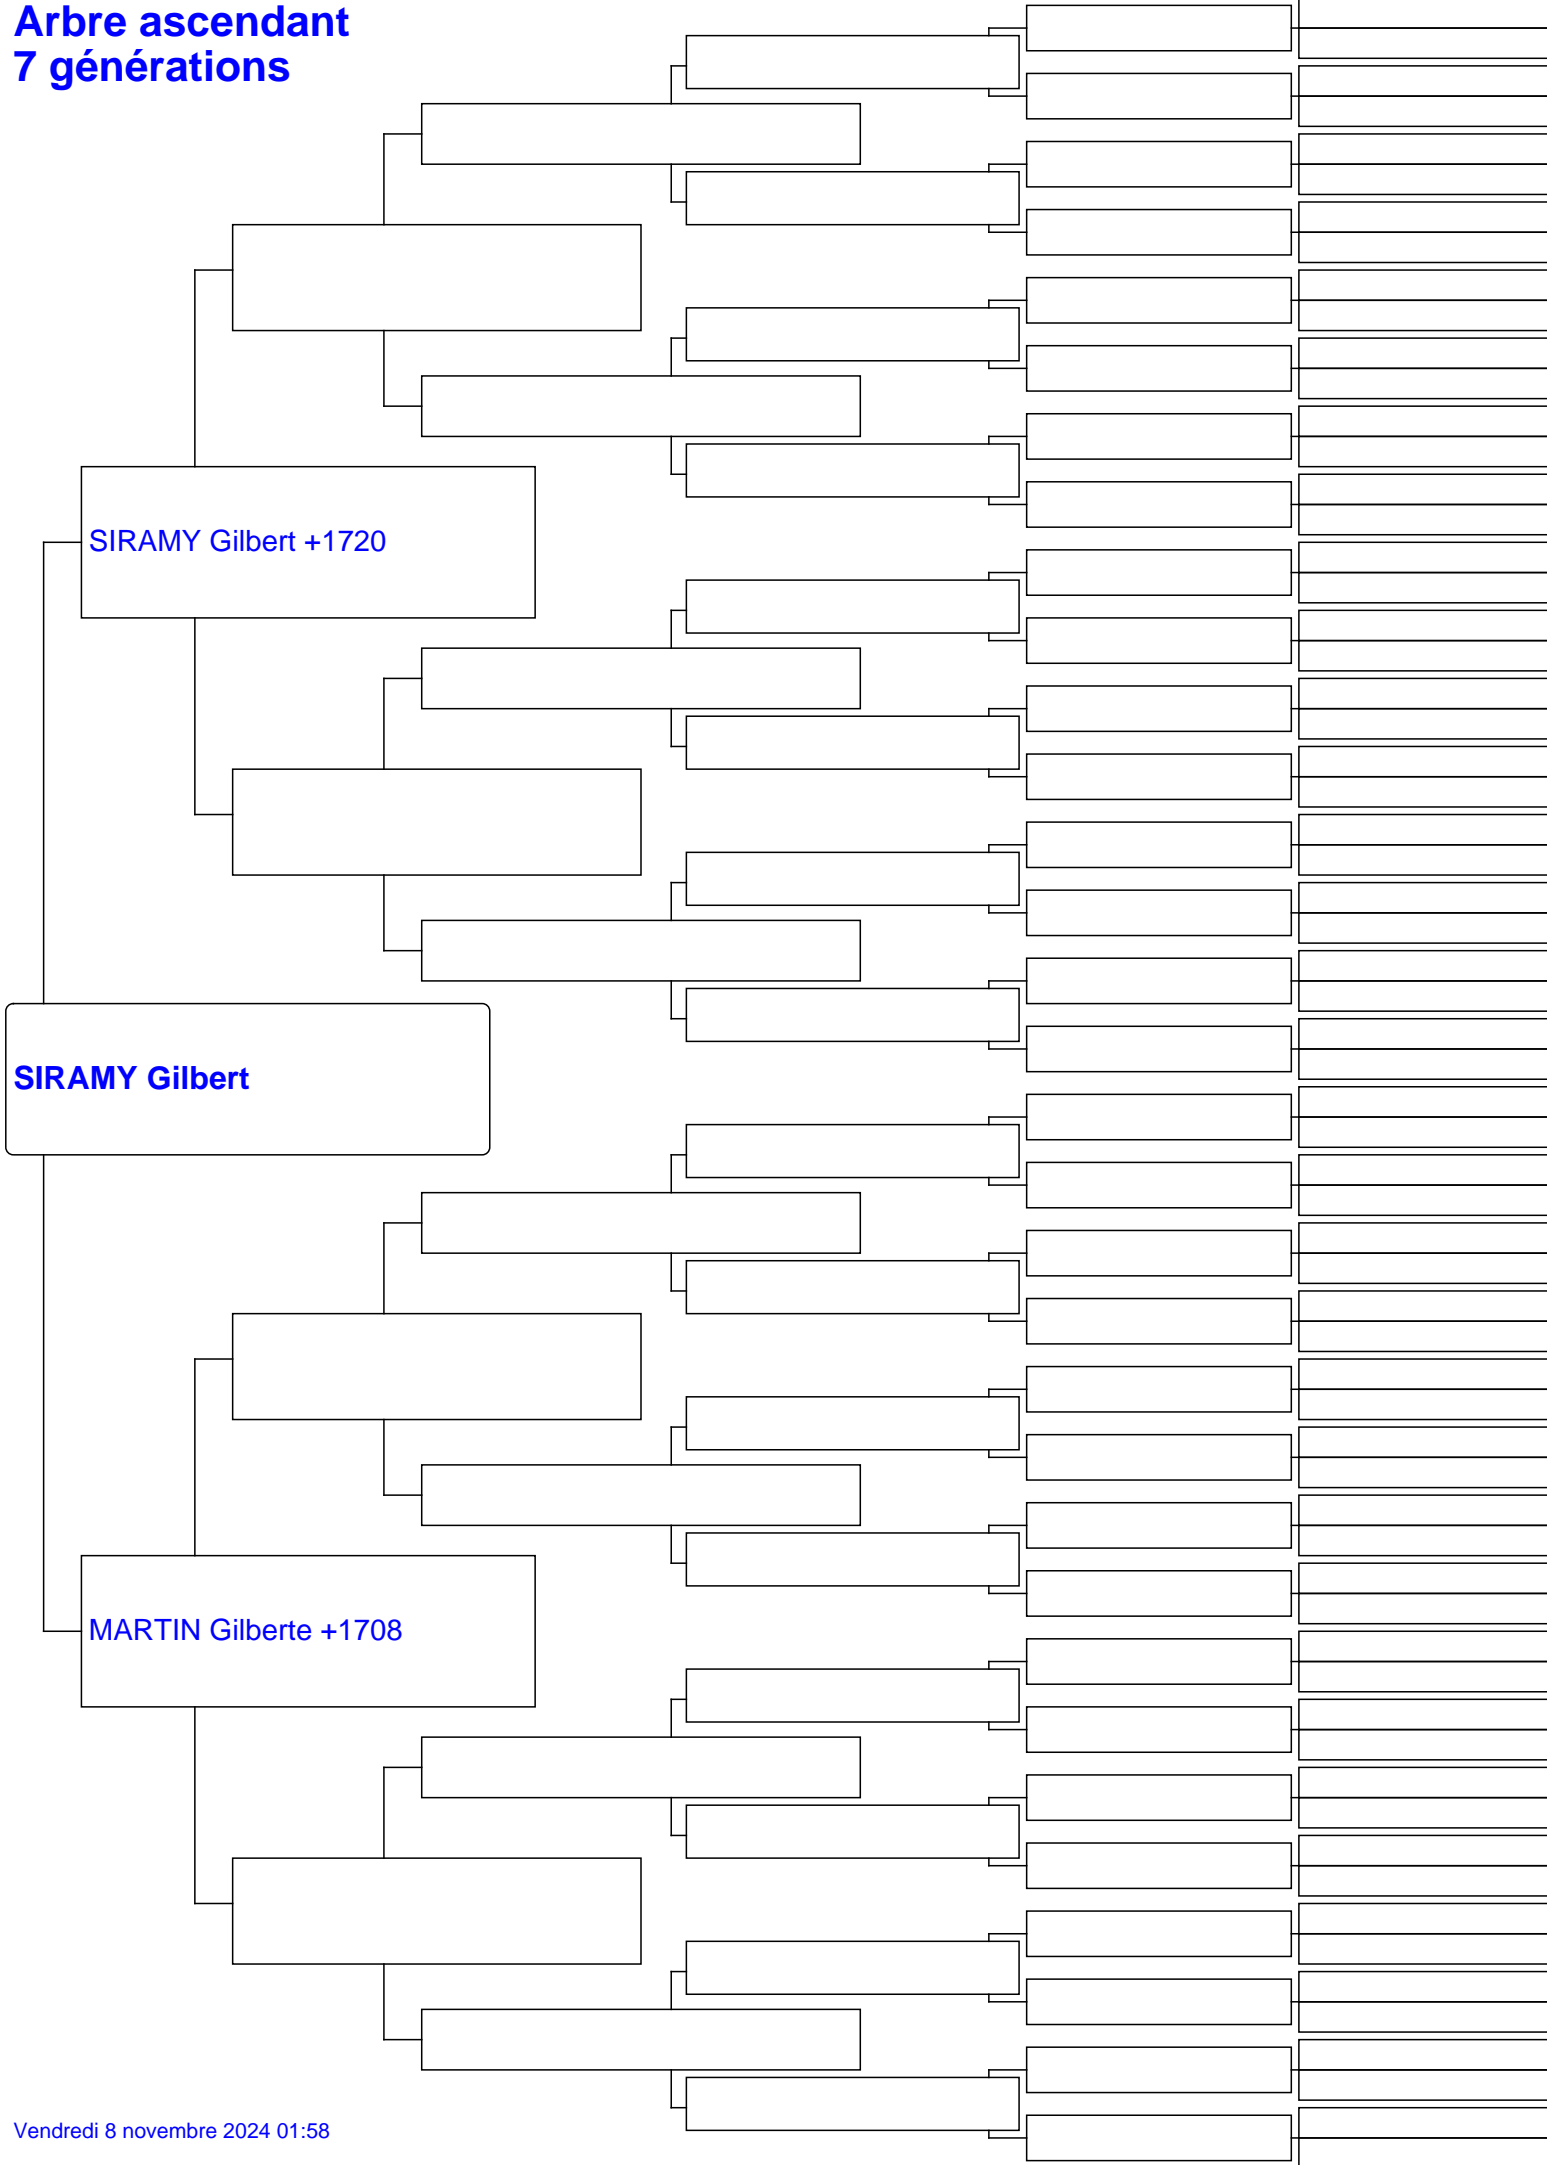 Arbre ascendant
7 générations
SIRAMY Gilbert +1720
SIRAMY Gilbert
MARTIN Gilberte +1708
Vendredi 8 novembre 2024 01:58